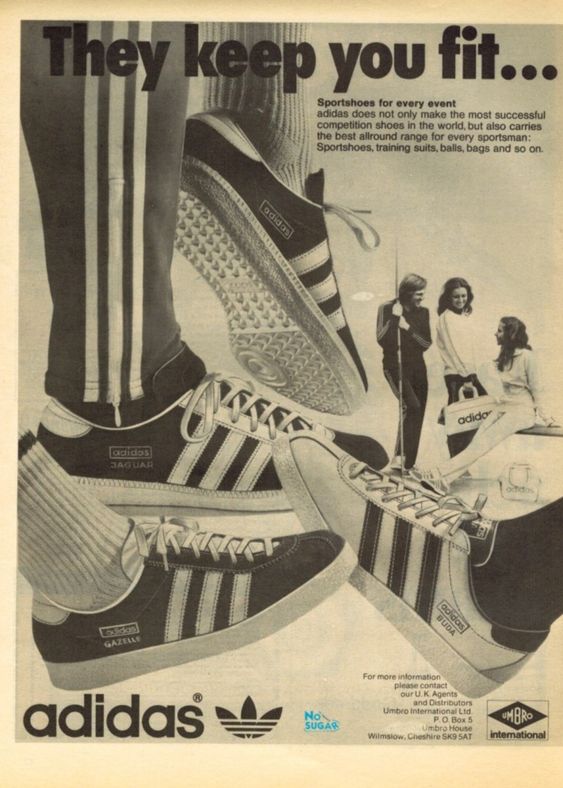 They keep you fit...
Sportshoes for every event
adidas does not only make the most successful
competition shoes in the world, but also carries
the best allround range for every sportsman:
Sportshoes, training suits, balls, bags and so on.
adidas
adidas
adidas
adidas
JAGUAR
adidas
BUDA
adidas
GAZELLE
For more information
please contact
our U.K. Agents
and Distributors
Umbro International Ltd.
P.O. Box 5
Umbro House
Wilmslow, Cheshire SK9 5AT
adidas®
No
SUGAR
UMBRO
international